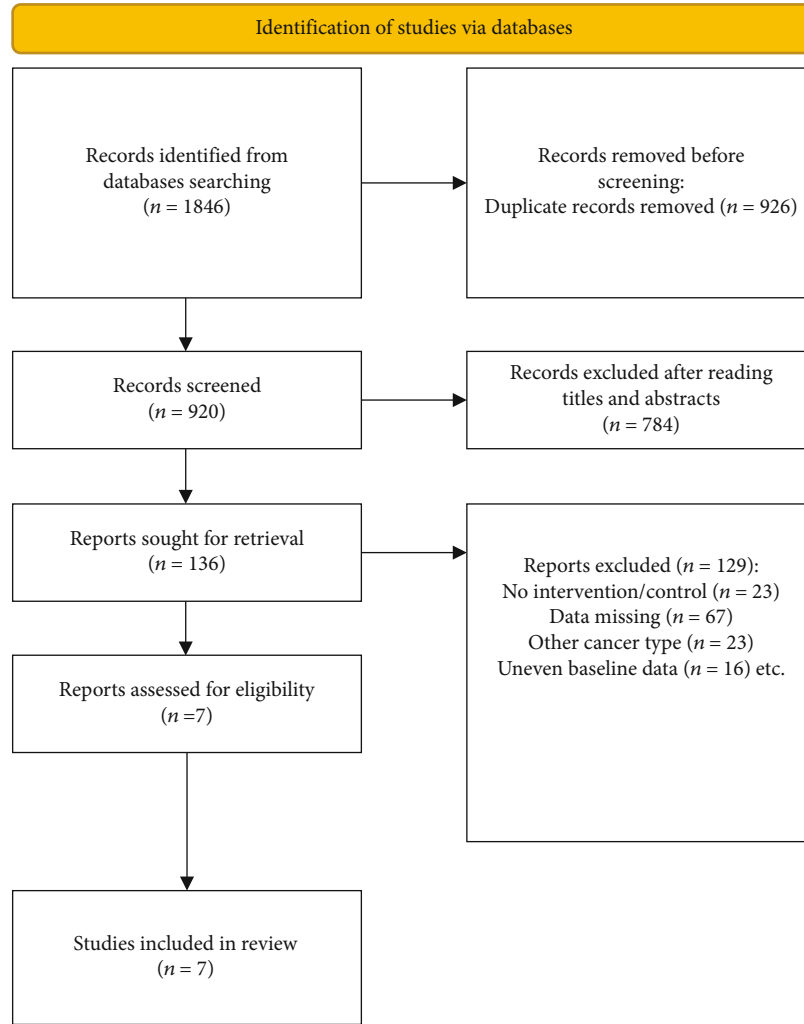 Identification of studies via databases
Records identified from
databases searching
(n = 1846)
Records removed before
screening:
Duplicate records removed (n = 926)
Records screened
(n = 920)
Records excluded after reading
titles and abstracts
(n = 784)
Reports sought for retrieval
(n = 136)
Reports excluded (n = 129):
No intervention/control (n = 23)
Data missing (n = 67)
Other cancer type (n = 23)
Uneven baseline data (n = 16) etc.
Reports assessed for eligibility
(n =7)
Studies included in review
(n = 7)